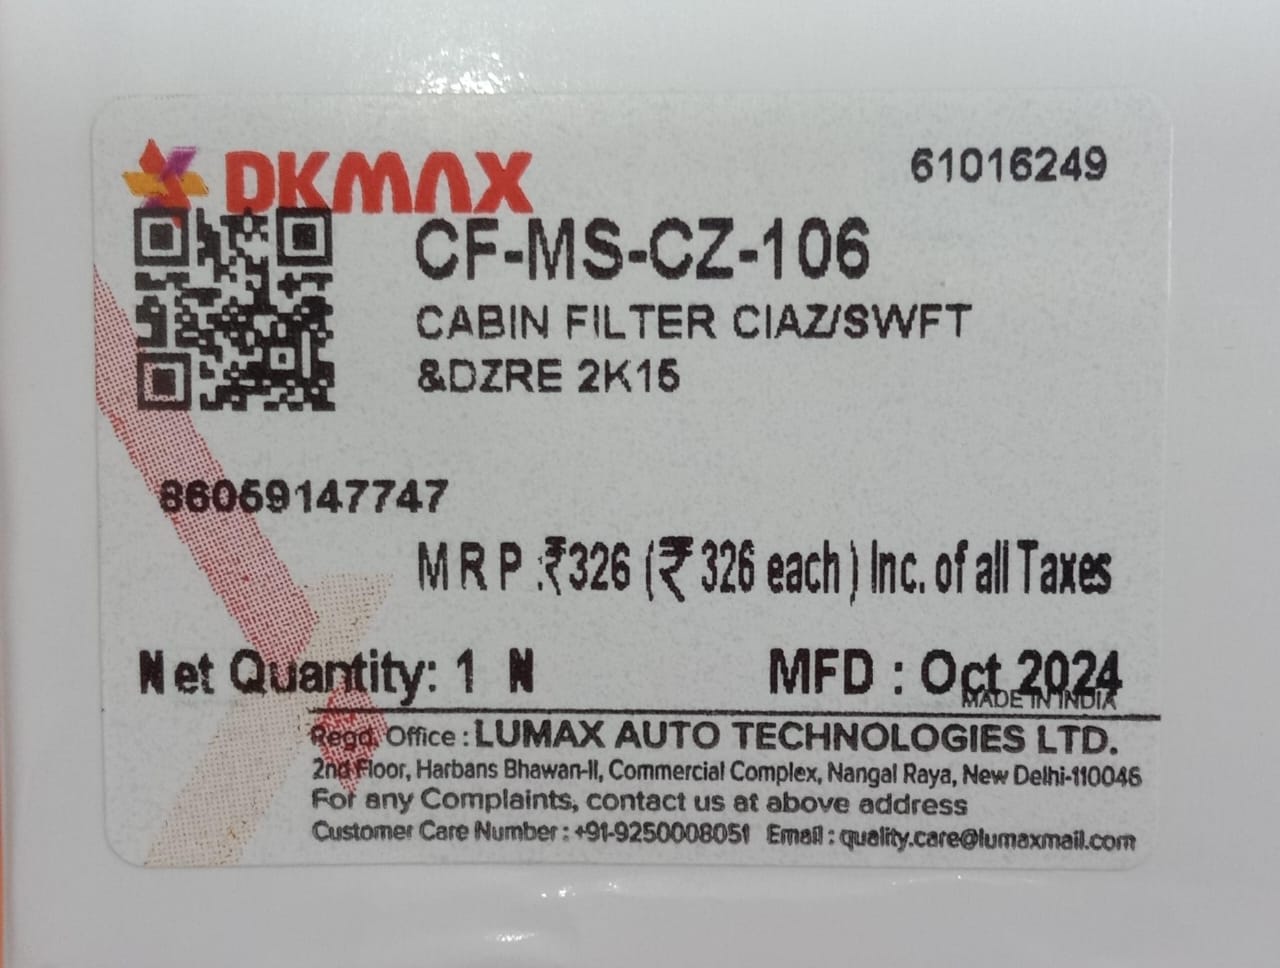 DKMAX
61016249
CF-MS-CZ-106
CABIN FILTER CIAZ/SWFT
&DZRE 2K15
86059147747
M R P :₹326 (₹ 326 each ) Inc. of all Taxes
Net Quantity: 1 N
MFD : Oct 2024
MADE IN INDIA
Regd. Office : LUMAX AUTO TECHNOLOGIES LTD.
2nd Floor, Harbans Bhawan-II, Commercial Complex, Nangal Raya, New Delhi-110046
For any Complaints, contact us at above address
Customer Care Number : +91-9250008051 Email : quality.care@lumaxmail.com